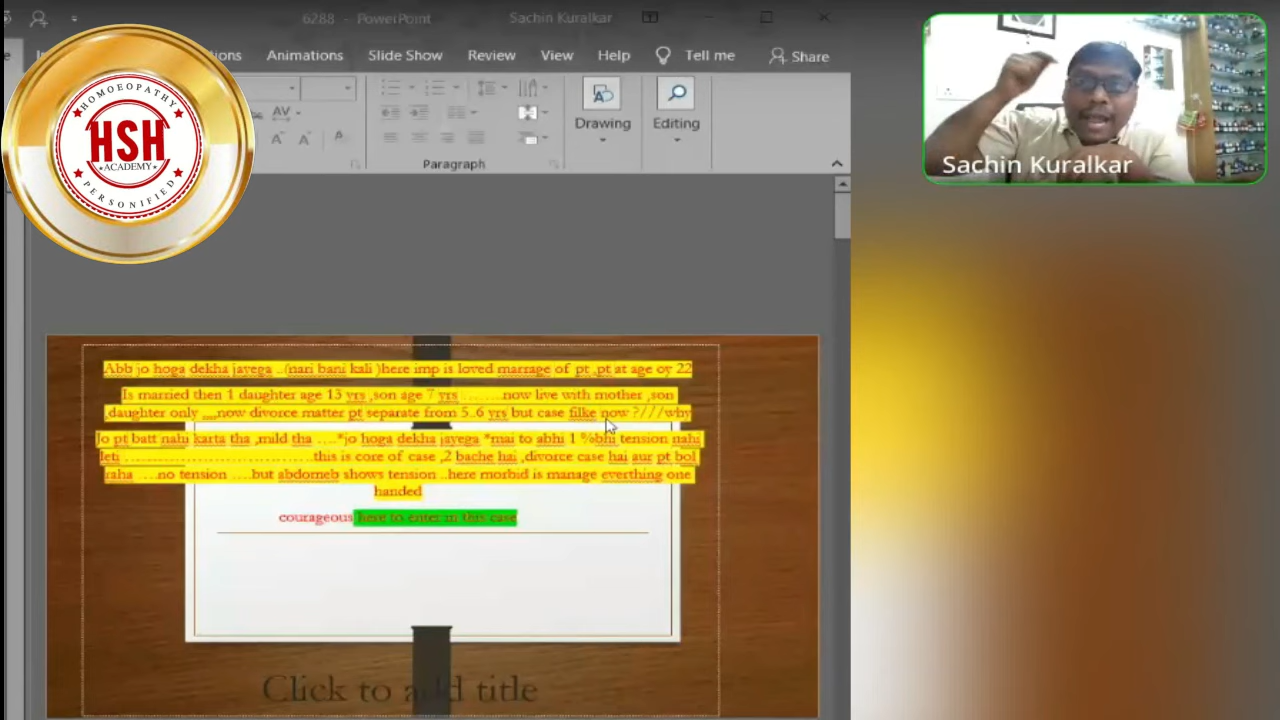 6288 - PowerPoint
Sachin Kuralkar
Animations
Slide Show
Review
View
Help
Tell me
Share
Drawing
Editing
Paragraph
HOMOEOPATHY
HSH
ACADEMY
PERSONIFIED
Sachin Kuralkar
Abb jo hoga dekha jayega ..(nari bani kali )here imp is loved marrage of pt ,pt at age oy 22
Is married then 1 daughter age 13 yrs ,son age 7 yrs ........now live with mother ,son
,daughter only ,,,,now divorce matter pt separate from 5..6 yrs but case filke now ?///why
Jo pt batt nahi karta tha ,mild tha ....*jo hoga dekha jayega *mai to abhi 1 %bhi tension nahi
leti ......................................this is core of case ,2 bache hai ,divorce case hai aur pt bol
raha ....no tension ....but abdomeb shows tension ..here morbid is manage everthing one
handed
courageous here to enter in this case
Click to add title